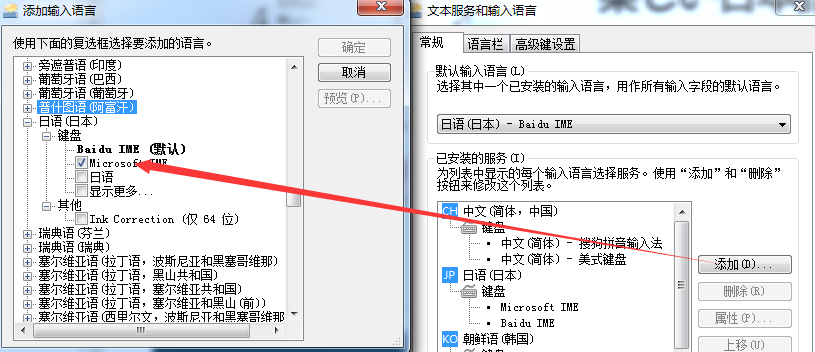 添加输入语言
使用下面的复选框选择要添加的语言。
确定
取消
预览(P)...
旁遮普语(印度)
葡萄牙语(巴西)
葡萄牙语(葡萄牙)
普什图语(阿富汗)
日语(日本)
键盘
Baidu IME (默认)
Microsoft IME
日语
显示更多...
其他
Ink Correction (仅 64 位)
瑞典语(芬兰)
瑞典语(瑞典)
塞尔维亚语(拉丁语，波斯尼亚和黑塞哥维那)
塞尔维亚语(拉丁语，黑山共和国)
塞尔维亚语(拉丁语，塞尔维亚共和国)
塞尔维亚语(拉丁语，塞尔维亚和黑山(前))
塞尔维亚语(西里尔文，波斯尼亚和黑塞哥维那
文本服务和输入语言
常规
语言栏
高级键设置
默认输入语言(L)
选择其中一个已安装的输入语言，用作所有输入字段的默认语言。
日语(日本) - Baidu IME
已安装的服务(I)
为列表中显示的每个输入语言选择服务。使用“添加”和“删除”
按钮来修改这个列表。
CH 中文(简体，中国)
键盘
中文(简体) - 搜狗拼音输入法
中文(简体) - 美式键盘
JP 日语(日本)
键盘
Microsoft IME
Baidu IME
KO 朝鲜语(韩国)
键盘
添加(D)...
删除(R)
属性(P)...
上移(U)